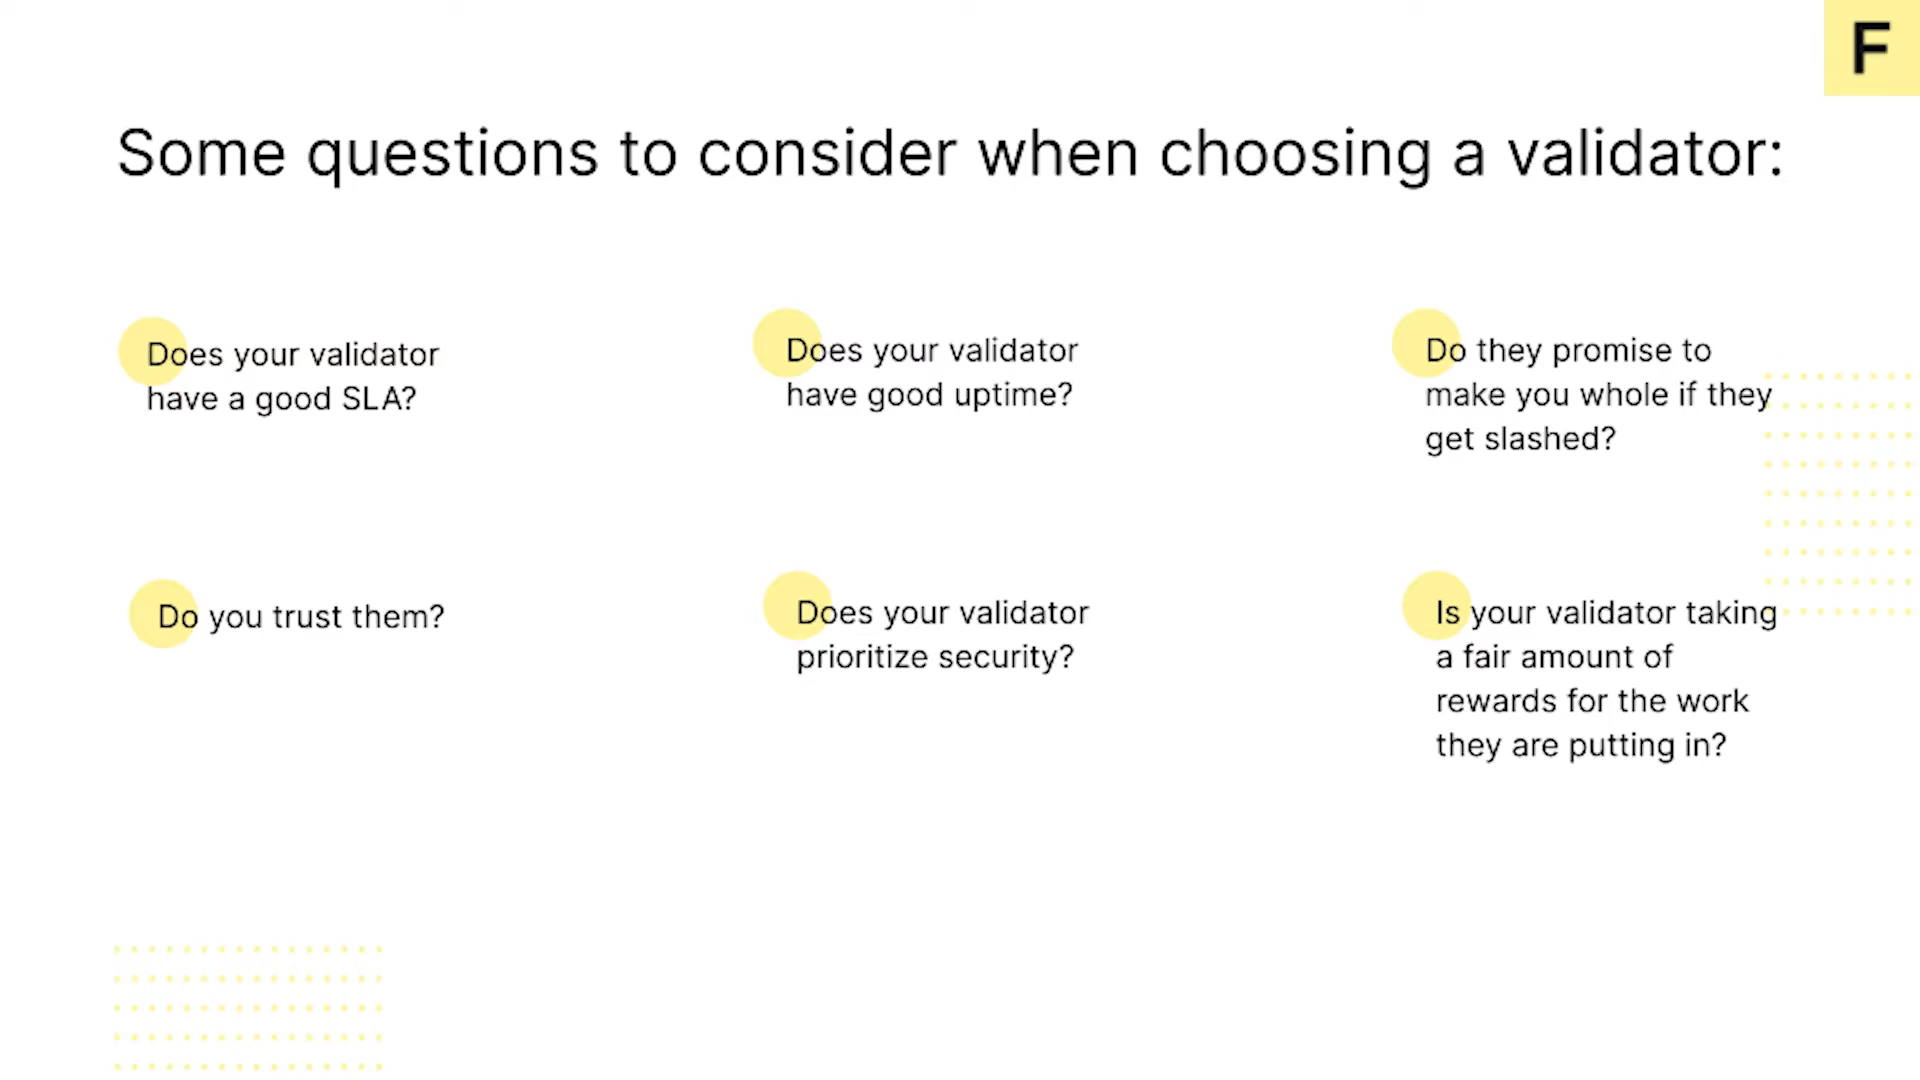 F
Some questions to consider when choosing a validator:
Does your validator
have a good SLA?
Does your validator
have good uptime?
Do they promise to
make you whole if they
get slashed?
Do you trust them?
Does your validator
prioritize security?
Is your validator taking
a fair amount of
rewards for the work
they are putting in?